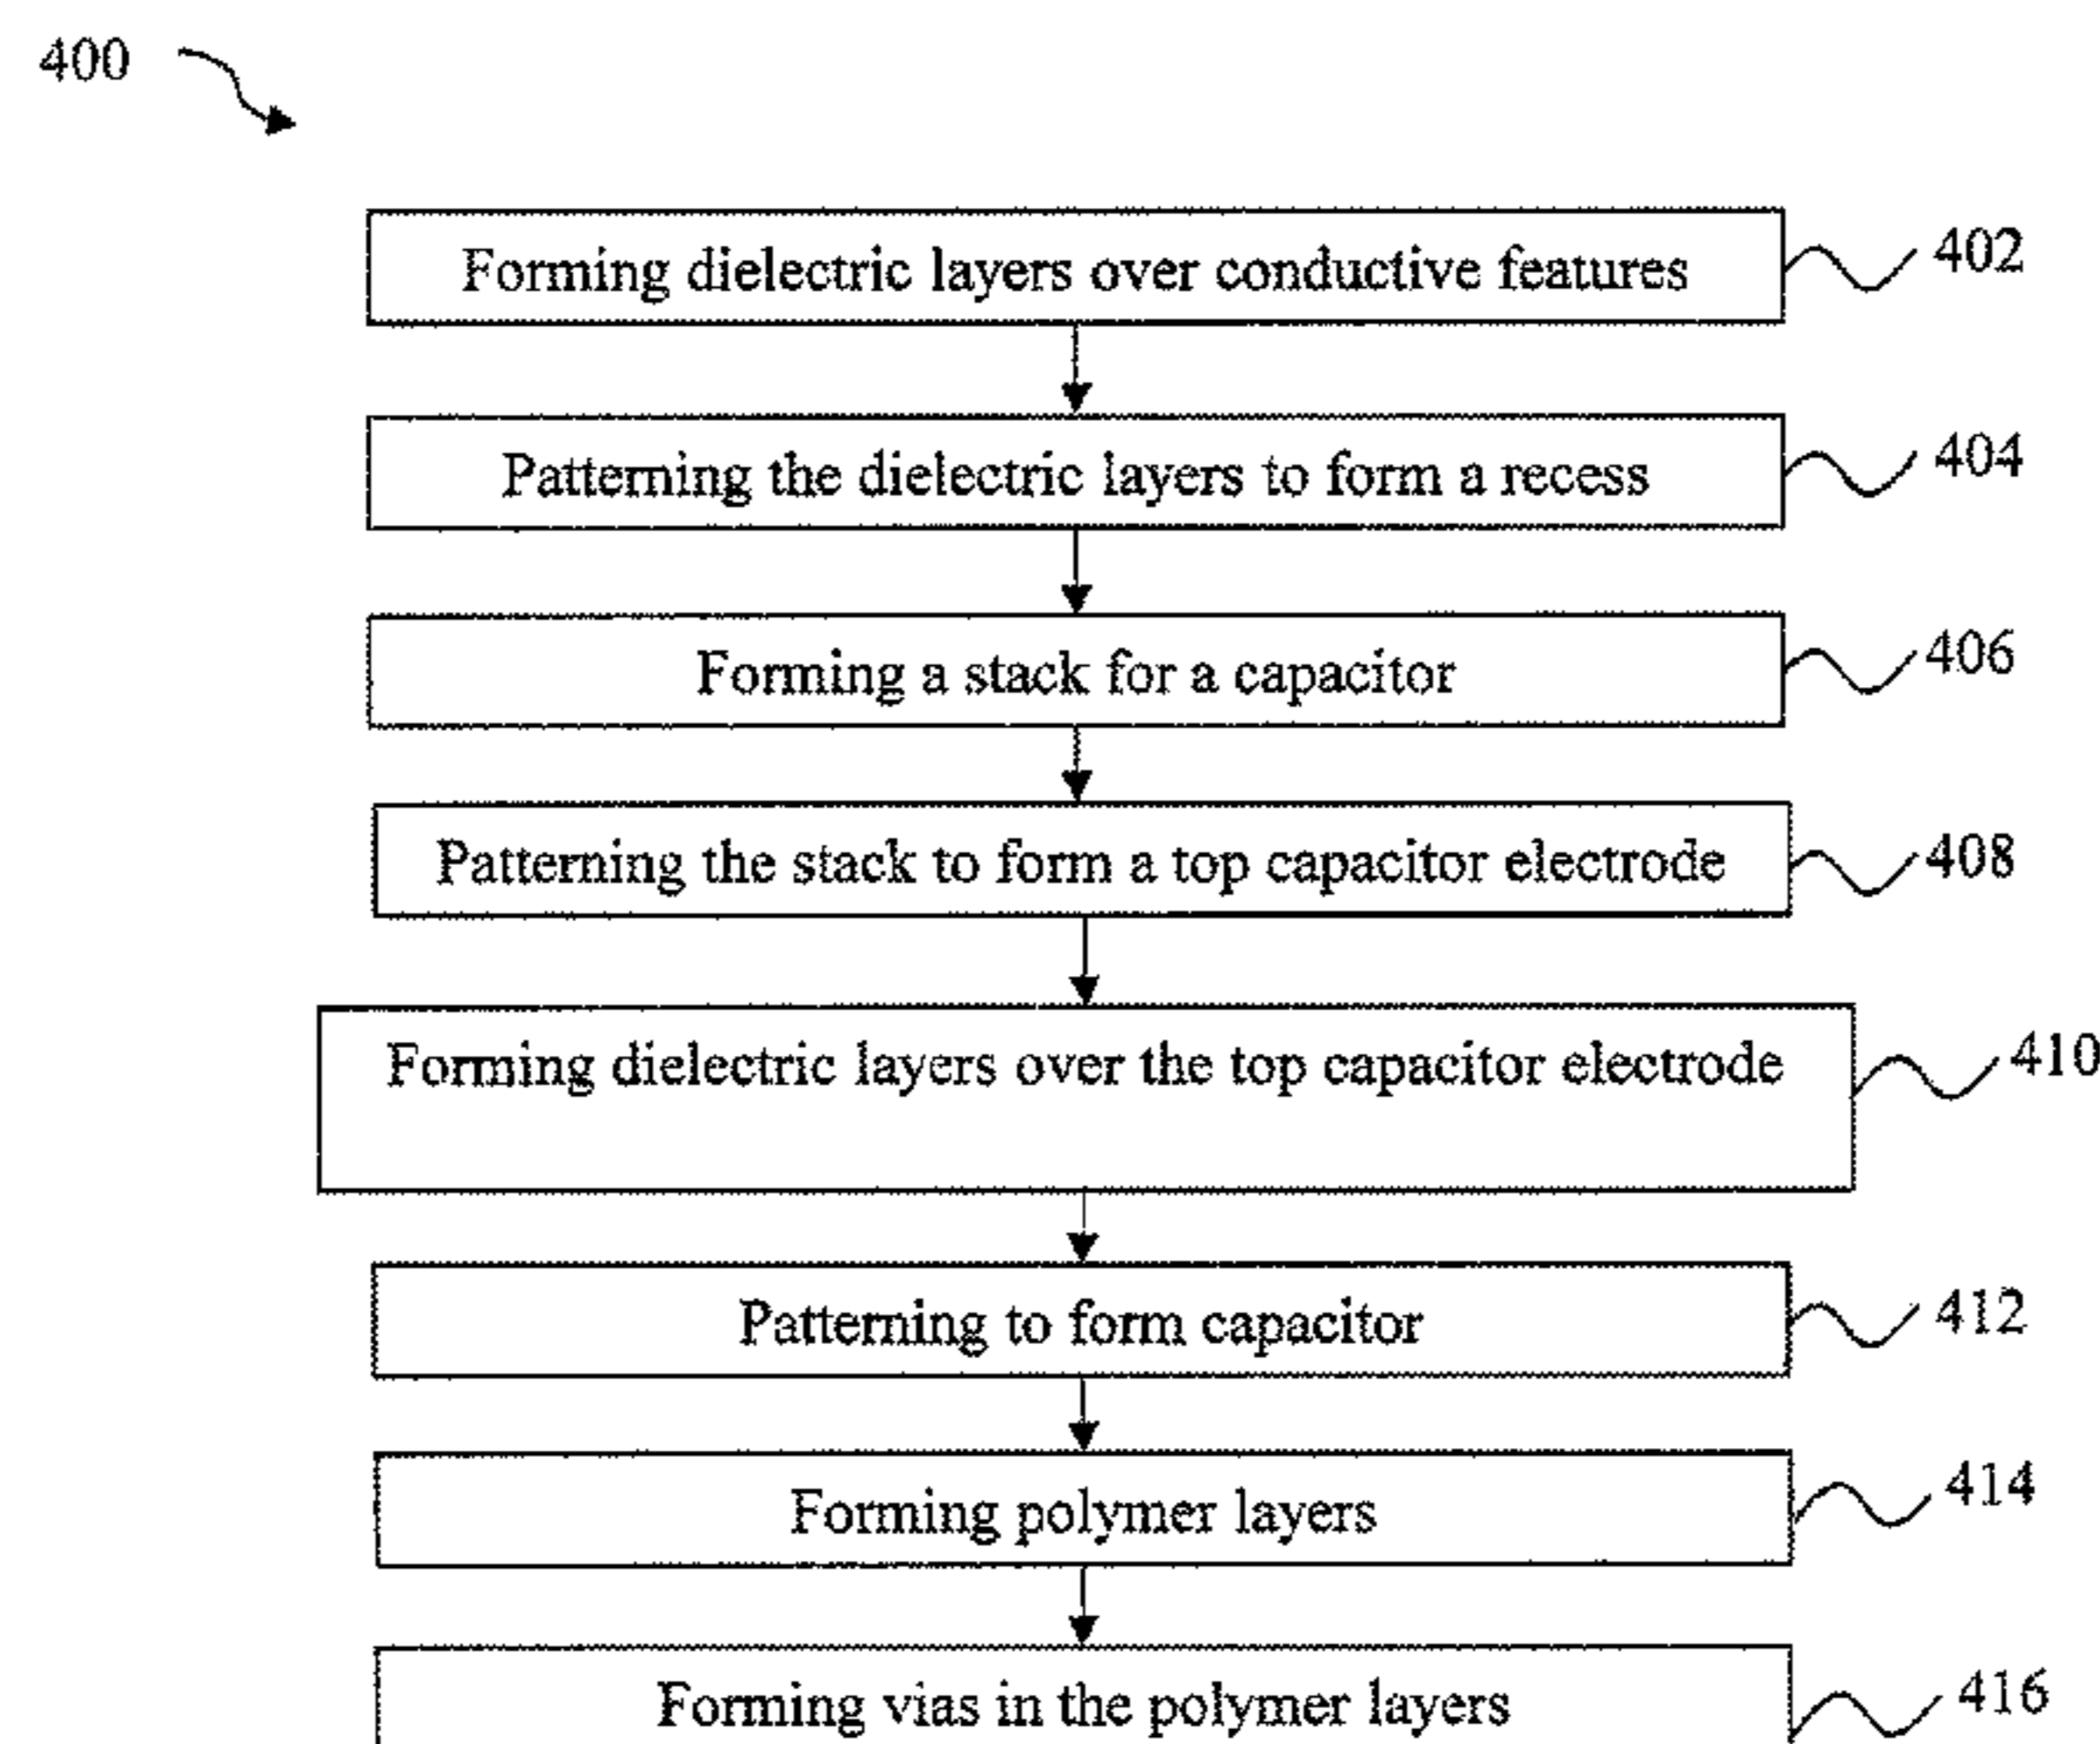 400
Forming dielectric layers over conductive features 402
Patterning the dielectric layers to form a recess 404
Forming a stack for a capacitor 406
Patterning the stack to form a top capacitor electrode 408
Forming dielectric layers over the top capacitor electrode 410
Patterning to form capacitor 412
Forming polymer layers 414
Forming vias in the polymer layers 416